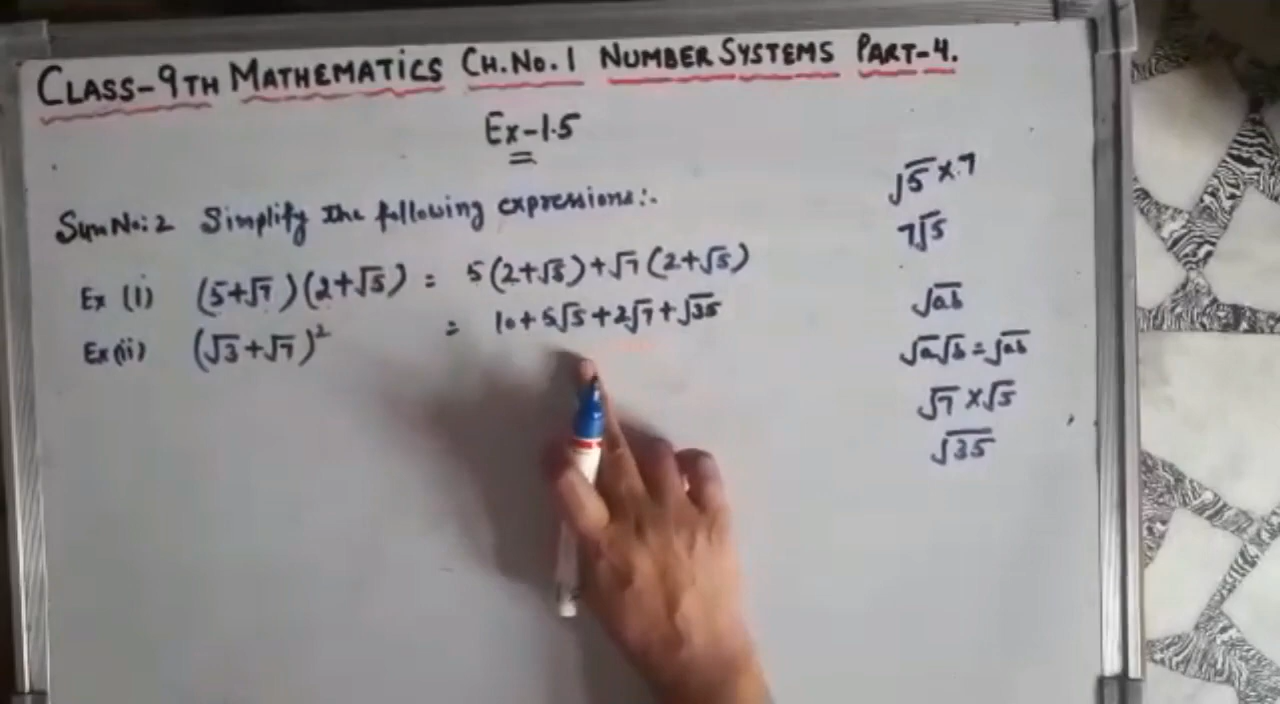 CLASS-9TH MATHEMATICS CH.NO.1 NUMBER SYSTEMS PART-4.
Ex-1.5
Sum No:2 Simplify the following expressions:.
Ex (i) (5+√7)(2+√5) = 5(2+√5)+√7(2+√5)
= 10+5√5+2√7+√35
Ex(ii) (√3+√7)²
√5×7
7√5
√ab
√a√b=√ab
√7×√5
√35